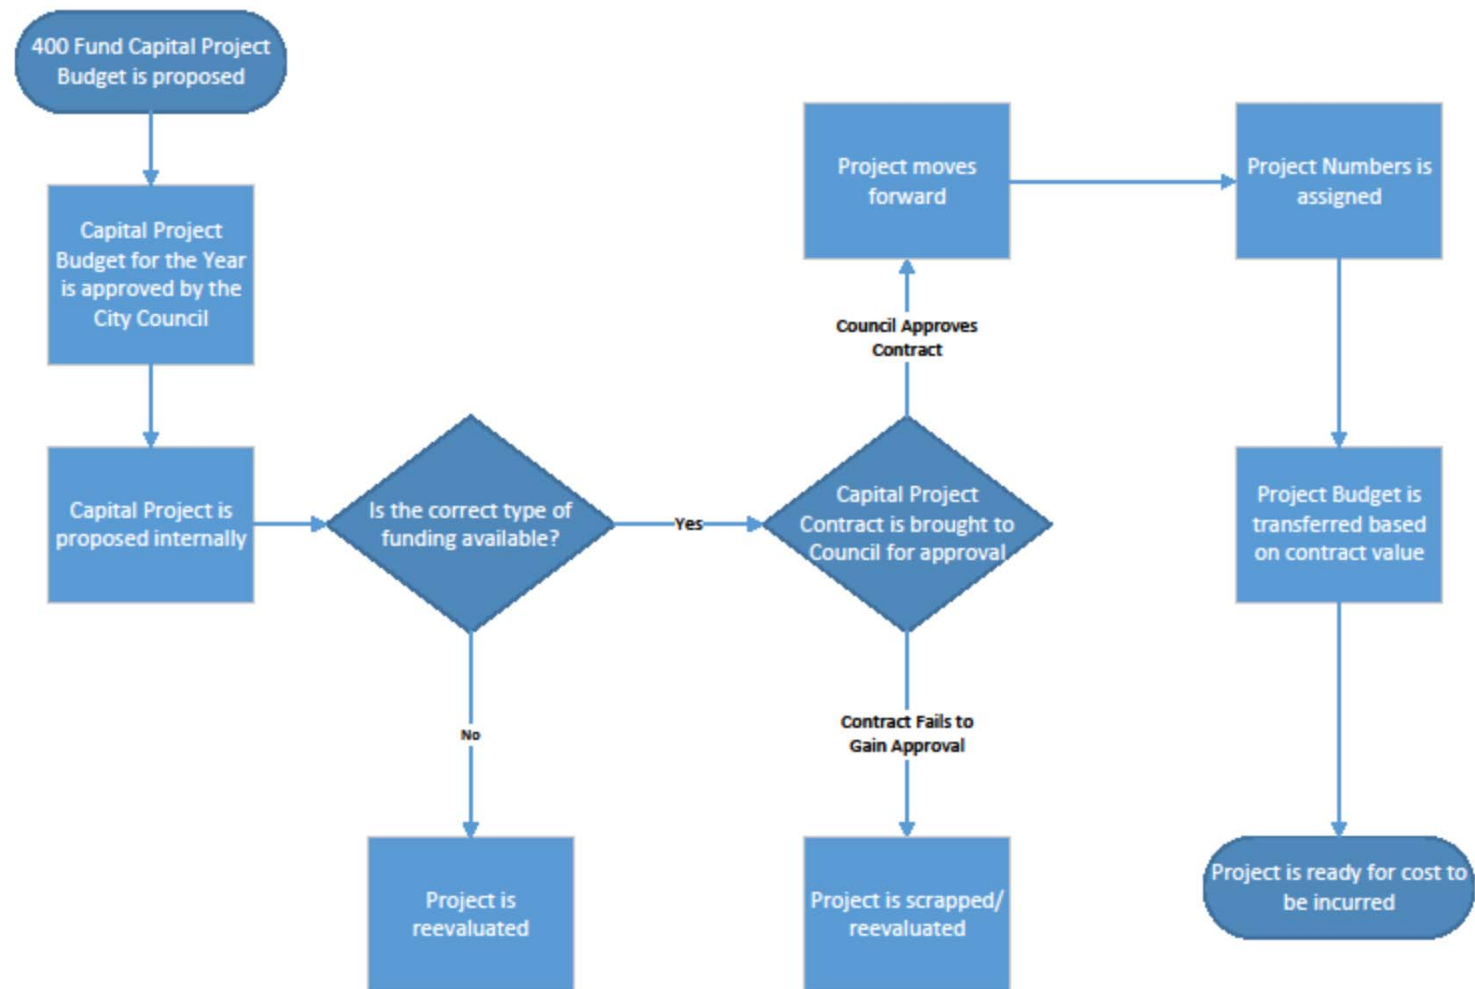 400 Fund Capital Project
Budget is proposed
Capital Project
Budget for the Year
is approved by the
City Council
Capital Project is
proposed internally
Is the correct type of
funding available?
No
Project is
reevaluated
Yes
Capital Project
Contract is brought to
Council for approval
Contract Fails to
Gain Approval
Project is scrapped/
reevaluated
Council Approves
Contract
Project moves
forward
Project Numbers is
assigned
Project Budget is
transferred based
on contract value
Project is ready for cost to
be incurred